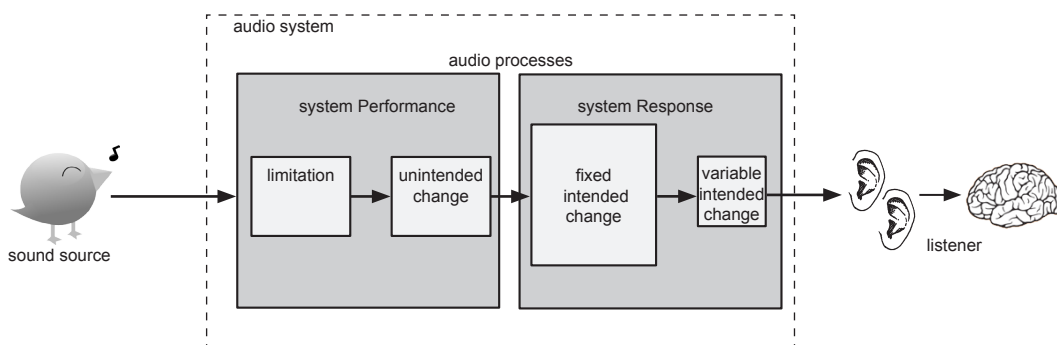 audio system
audio processes
system Performance
system Response
limitation
unintended
change
fixed
intended
change
variable
intended
change
sound source
listener